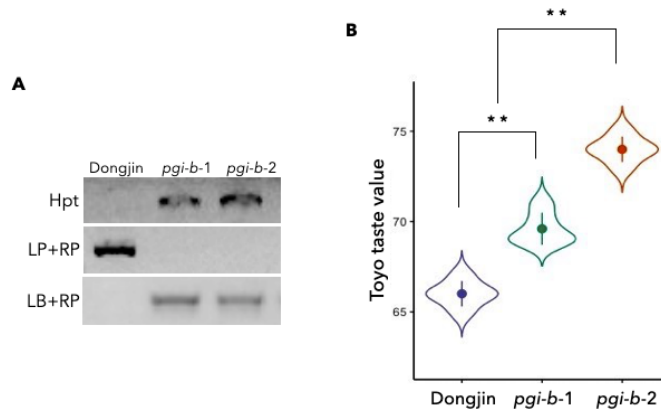 A
Dongjin pgi-b-1 pgi-b-2
Hpt
LP+RP
LB+RP
B
**
**
Toyo taste value
75
70
65
Dongjin pgi-b-1 pgi-b-2